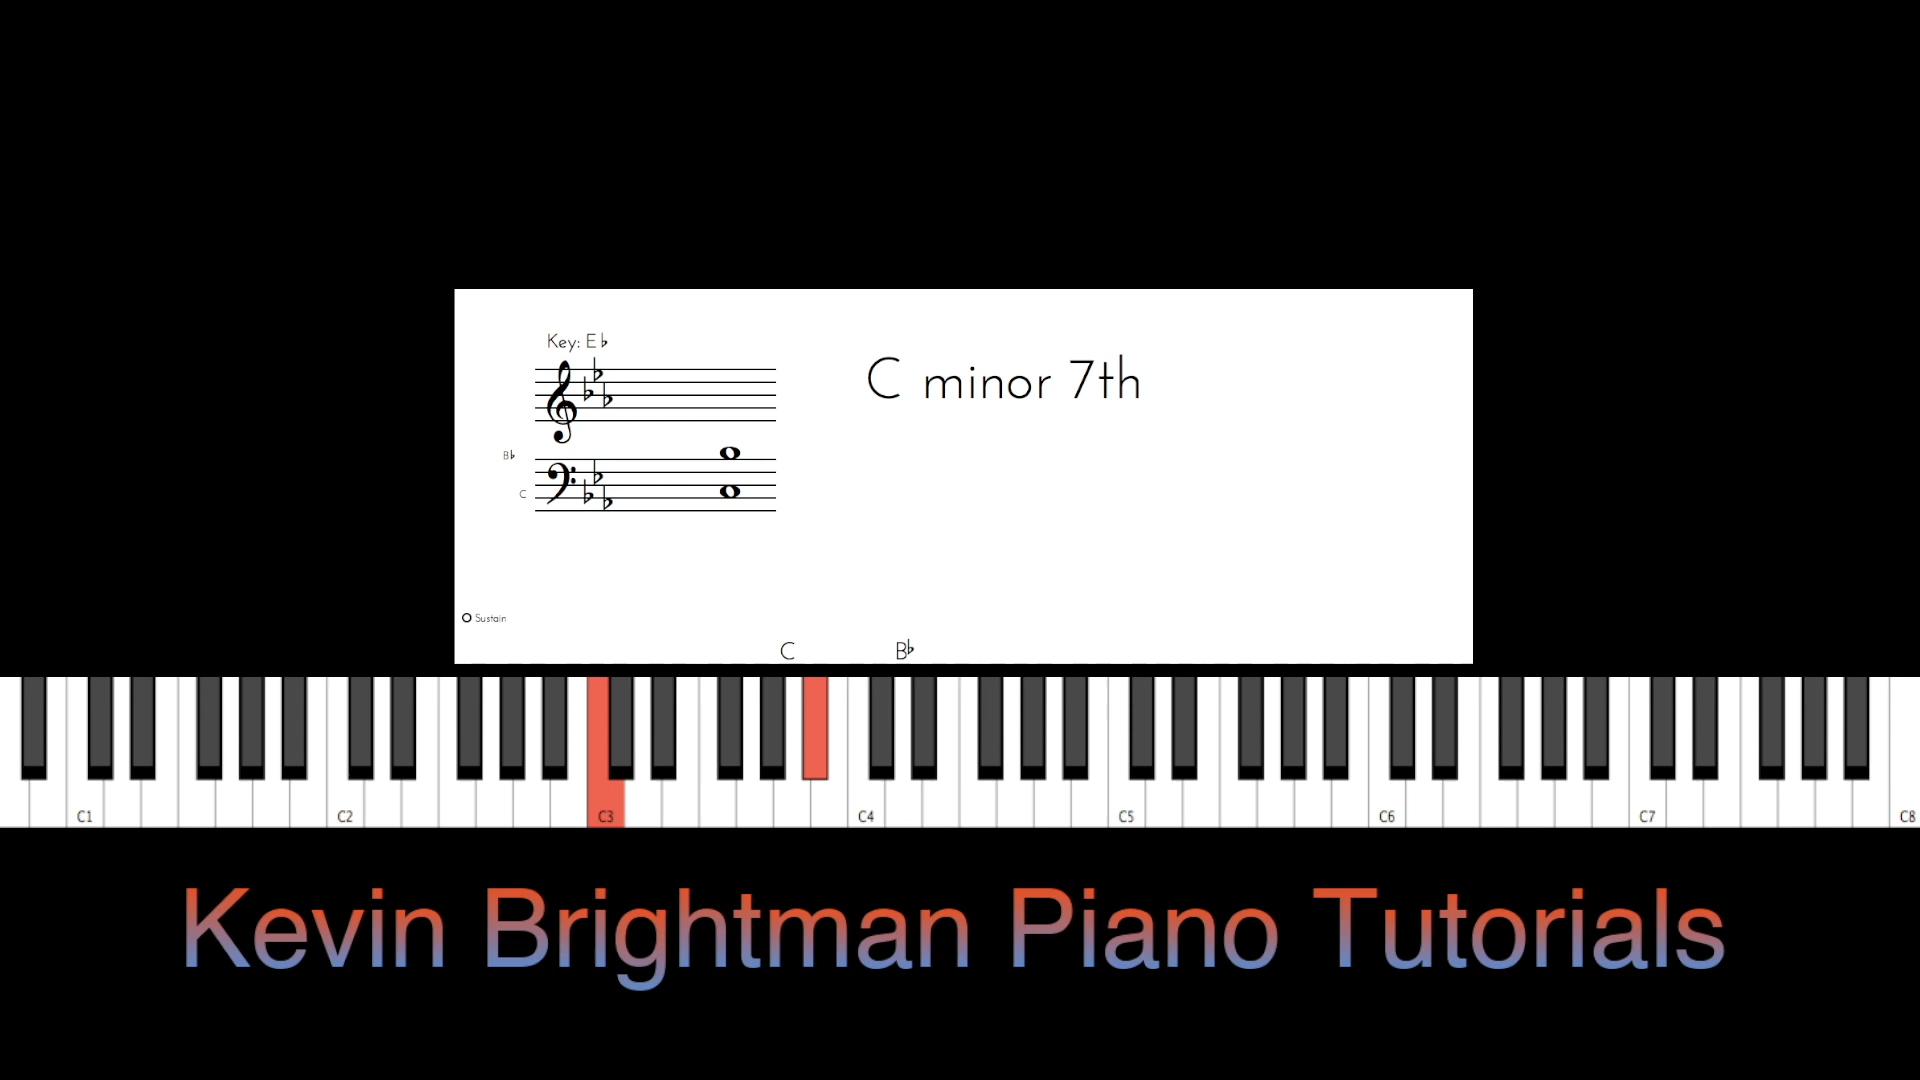 Key: E♭
C minor 7th
B♭
C
Sustain
C B♭
C1 C2 C3 C4 C5 C6 C7 C8
Kevin Brightman Piano Tutorials